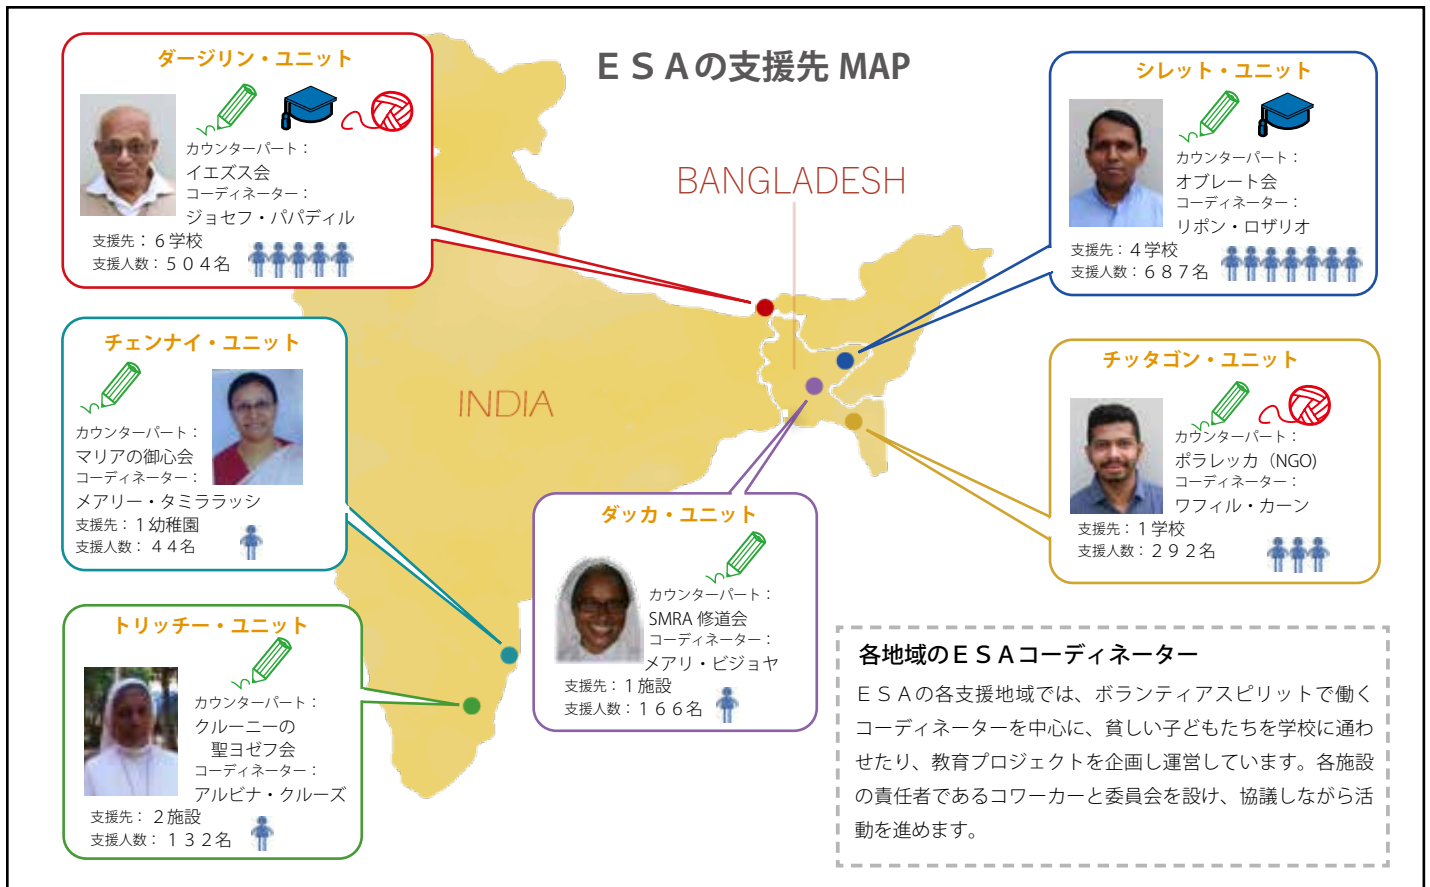 ＥＳＡの支援先 MAP
ダージリン・ユニット
カウンターパート：
イエズス会
コーディネーター：
ジョセフ・パパディル
支援先：６学校
支援人数：５０４名
シレット・ユニット
カウンターパート：
オブレート会
コーディネーター：
リポン・ロザリオ
支援先：４学校
支援人数：６８７名
BANGLADESH
INDIA
チェンナイ・ユニット
カウンターパート：
マリアの御心会
コーディネーター：
メアリー・タミララッシ
支援先：１幼稚園
支援人数：４４名
チッタゴン・ユニット
カウンターパート：
ポラレッカ（NGO)
コーディネーター：
ワフィル・カーン
支援先：１学校
支援人数：２９２名
ダッカ・ユニット
カウンターパート：
SMRA 修道会
コーディネーター：
メアリ・ビジョヤ
支援先：１施設
支援人数：１６６名
トリッチー・ユニット
カウンターパート：
クルーニーの
聖ヨゼフ会
コーディネーター：
アルビナ・クルーズ
支援先：２施設
支援人数：１３２名
各地域のＥＳＡコーディネーター
ＥＳＡの各支援地域では、ボランティアスピリットで働く
コーディネーターを中心に、貧しい子どもたちを学校に通わ
せたり、教育プロジェクトを企画し運営しています。各施設
の責任者であるコワーカーと委員会を設け、協議しながら活
動を進めます。